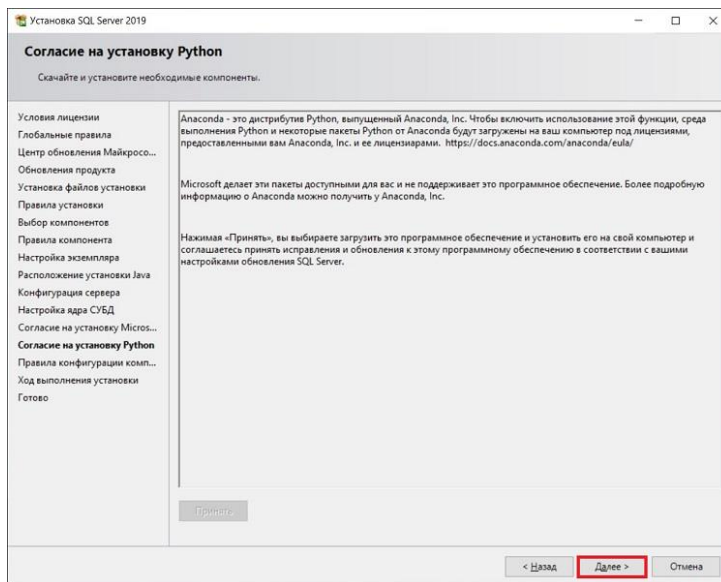 Установка SQL Server 2019
Согласие на установку Python
Скачайте и установите необходимые компоненты.
Условия лицензии
Глобальные правила
Центр обновления Майкросо...
Обновления продукта
Установка файлов установки
Правила установки
Выбор компонентов
Правила компонента
Настройка экземпляра
Расположение установки Java
Конфигурация сервера
Настройка ядра СУБД
Согласие на установку Micros...
Согласие на установку Python
Правила конфигурации комп...
Ход выполнения установки
Готово
Anaconda - это дистрибутив Python, выпущенный Anaconda, Inc. Чтобы включить использование этой функции, среда
выполнения Python и некоторые пакеты Python от Anaconda будут загружены на ваш компьютер под лицензиями,
предоставленными вам Anaconda, Inc. и ее лицензиарами. https://docs.anaconda.com/anaconda/eula/
Microsoft делает эти пакеты доступными для вас и не поддерживает это программное обеспечение. Более подробную
информацию о Anaconda можно получить у Anaconda, Inc.
Нажимая «Принять», вы выбираете загрузить это программное обеспечение и установить его на свой компьютер и
соглашаетесь принять исправления и обновления к этому программному обеспечению в соответствии с вашими
настройками обновления SQL Server.
Принять
< Назад
Далее >
Отмена